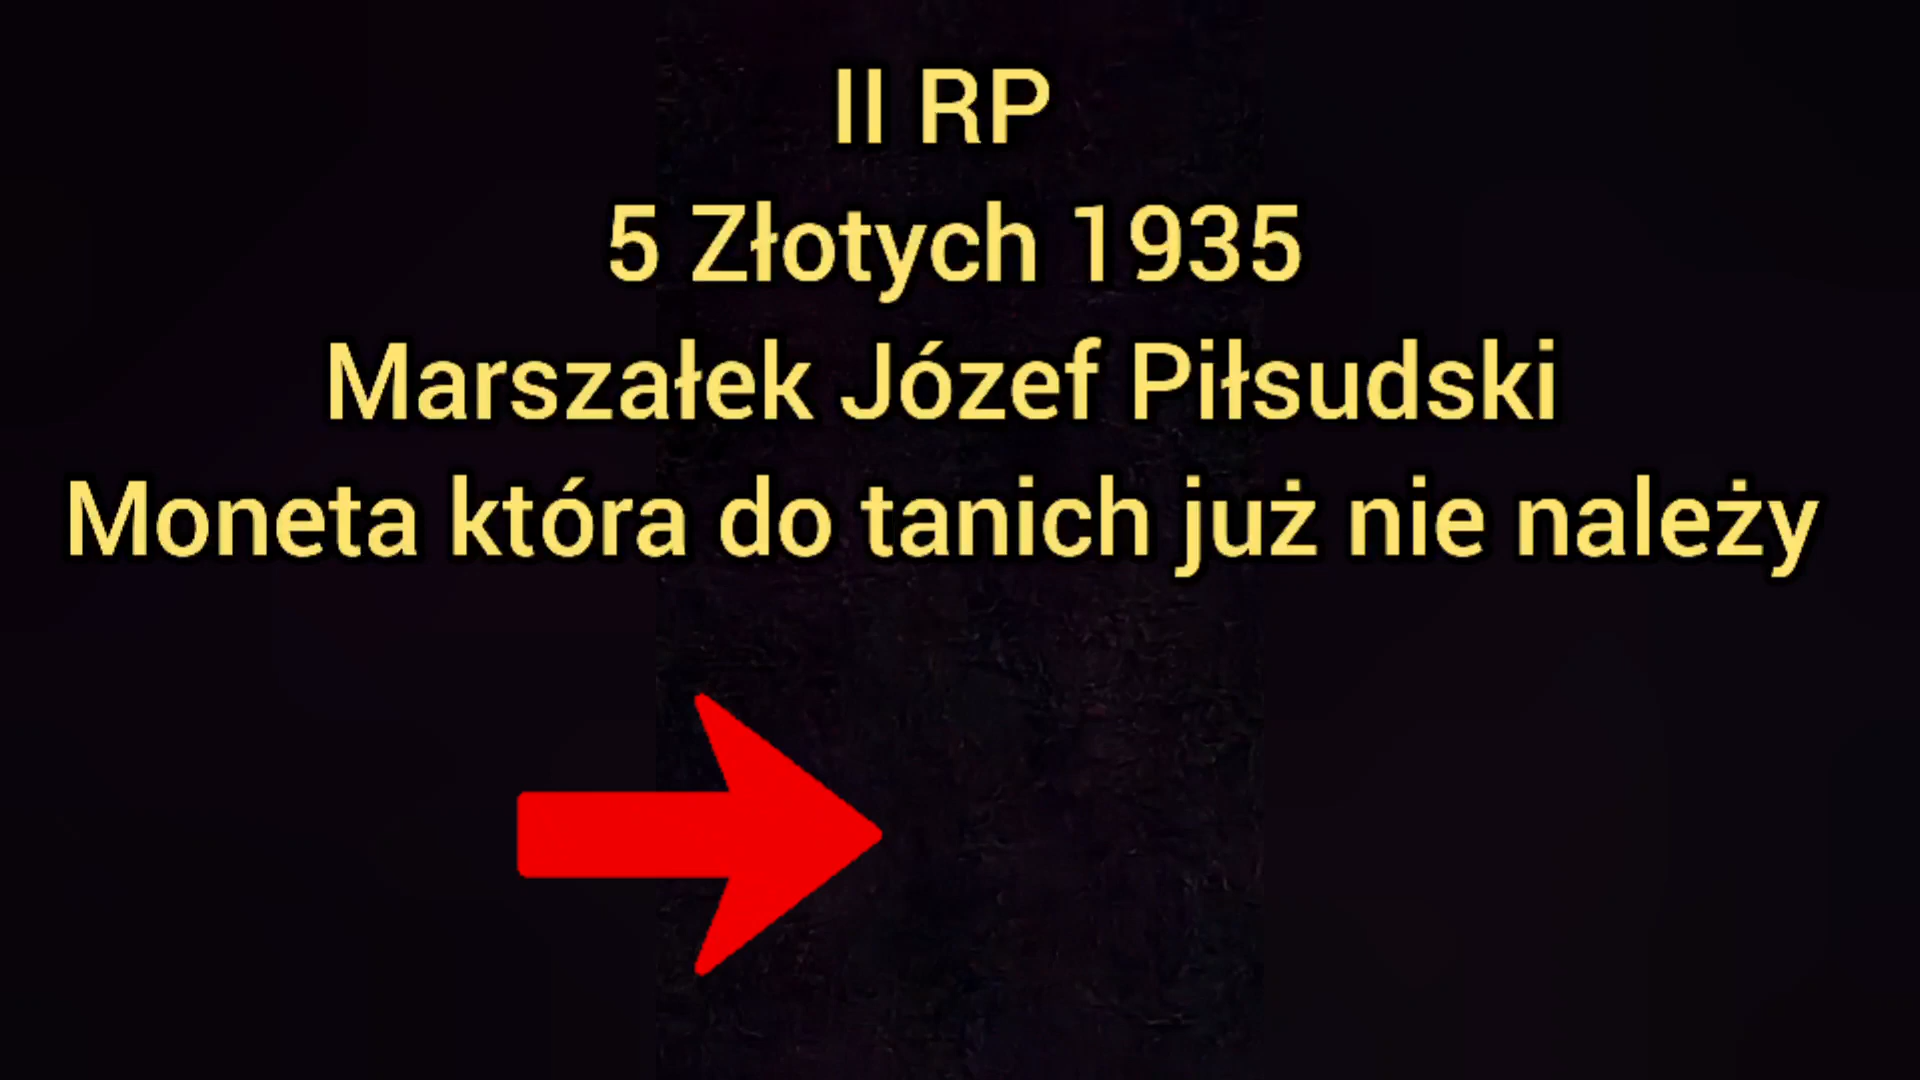 II RP
5 Złotych 1935
Marszałek Józef Piłsudski
Moneta która do tanich już nie należy